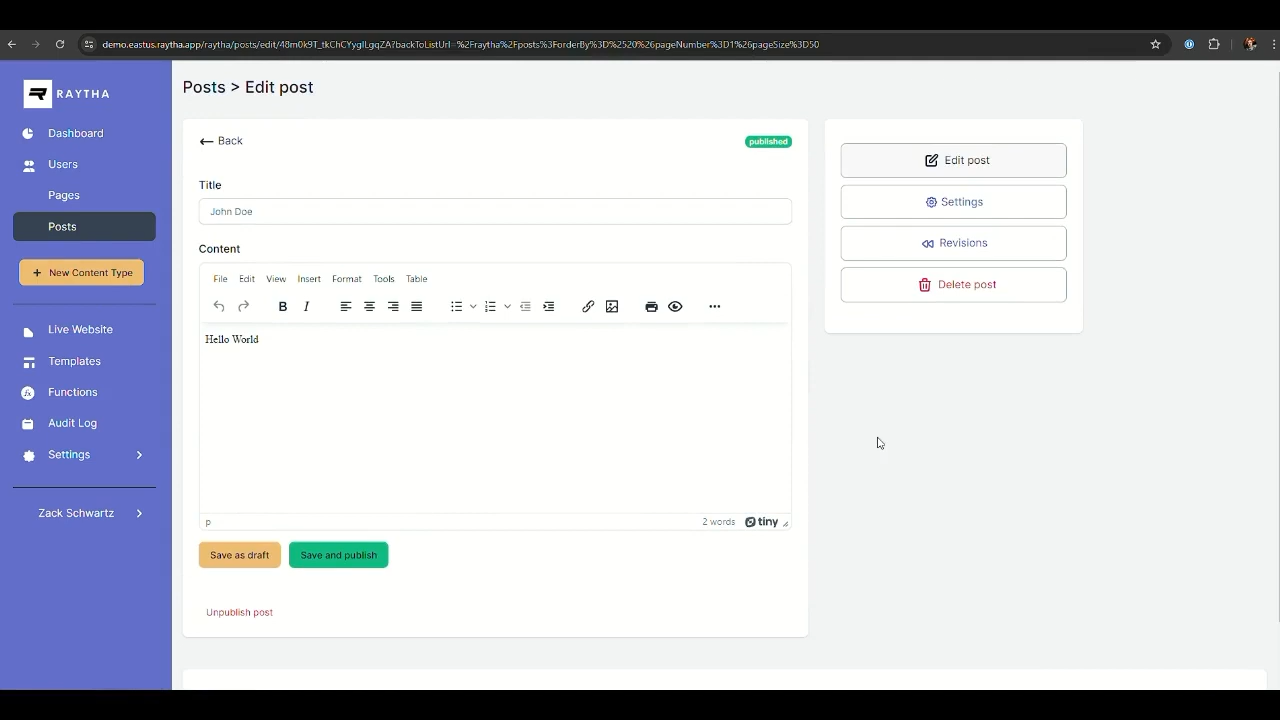 demo.eastus.raytha.app/raytha/posts/edit/48m0k9T_tkChCYyglLgqZA?backToListUrl=%2Fraytha%2Fposts%3ForderBy%3D%2520%26pageNumber%3D1%26pageSize%3D50
RAYTHA
Dashboard
Users
Pages
Posts
+ New Content Type
Live Website
Templates
Functions
Audit Log
Settings
Zack Schwartz
Posts > Edit post
Back
published
Title
John Doe
Content
File Edit View Insert Format Tools Table
B I
Hello World
p
2 words tiny
Save as draft Save and publish
Unpublish post
Edit post
Settings
Revisions
Delete post